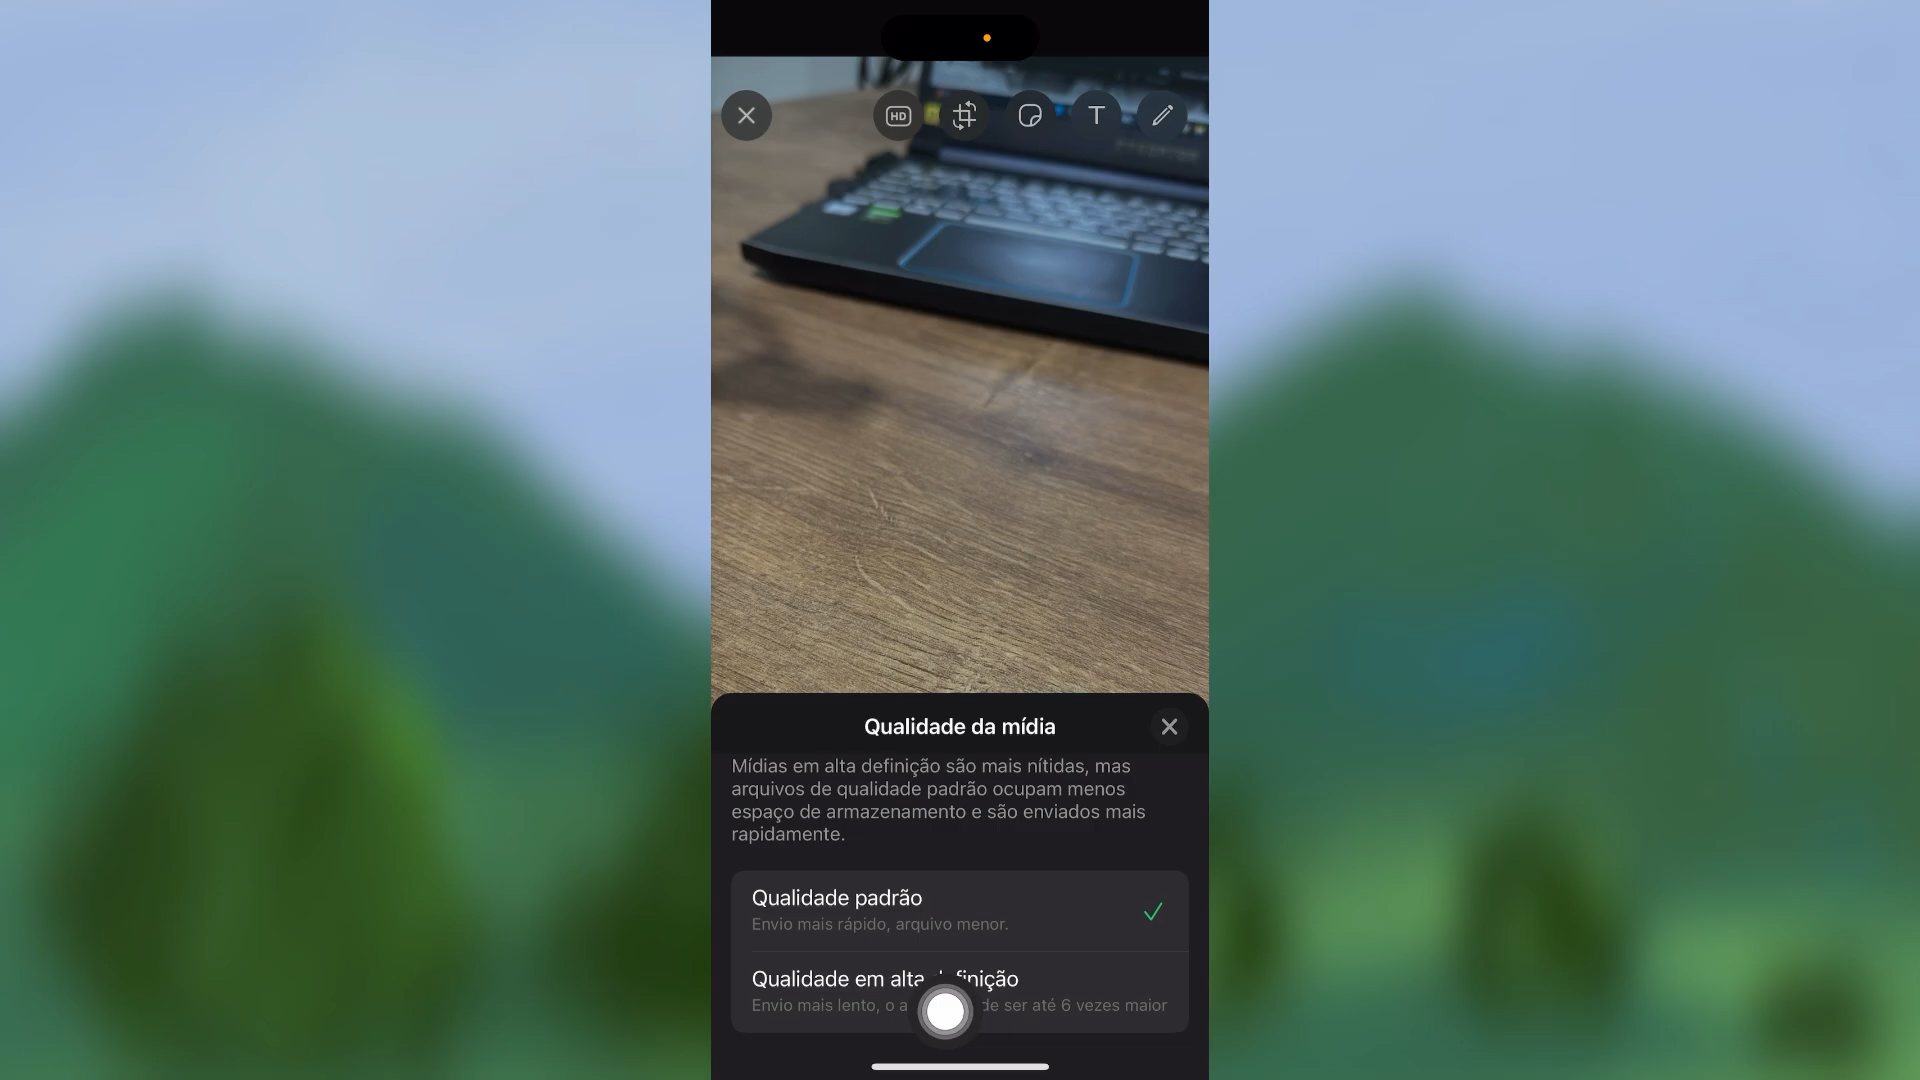 HD
T
Qualidade da mídia
Mídias em alta definição são mais nítidas, mas
arquivos de qualidade padrão ocupam menos
espaço de armazenamento e são enviados mais
rapidamente.
Qualidade padrão
Envio mais rápido, arquivo menor.
Qualidade em alta
Envio mais lento, o ser até 6 vezes maior